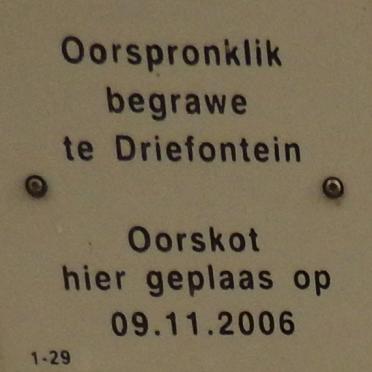 Oorspronklik
begrawe
te Driefontein
Oorskot
hier geplaas op
09.11.2006
1-29